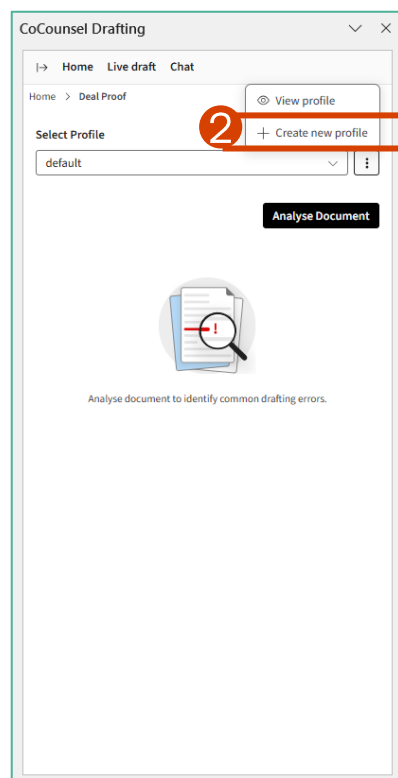 CoCounsel Drafting
Home Live draft Chat
Home > Deal Proof
View profile
2
+ Create new profile
Select Profile
default
Analyse Document
!
Analyse document to identify common drafting errors.